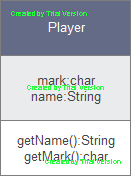 Created by Trial Version
Player
mark:char
Created by Trial Version
name:String
getName():String
getMark():char
Created by Trial Version